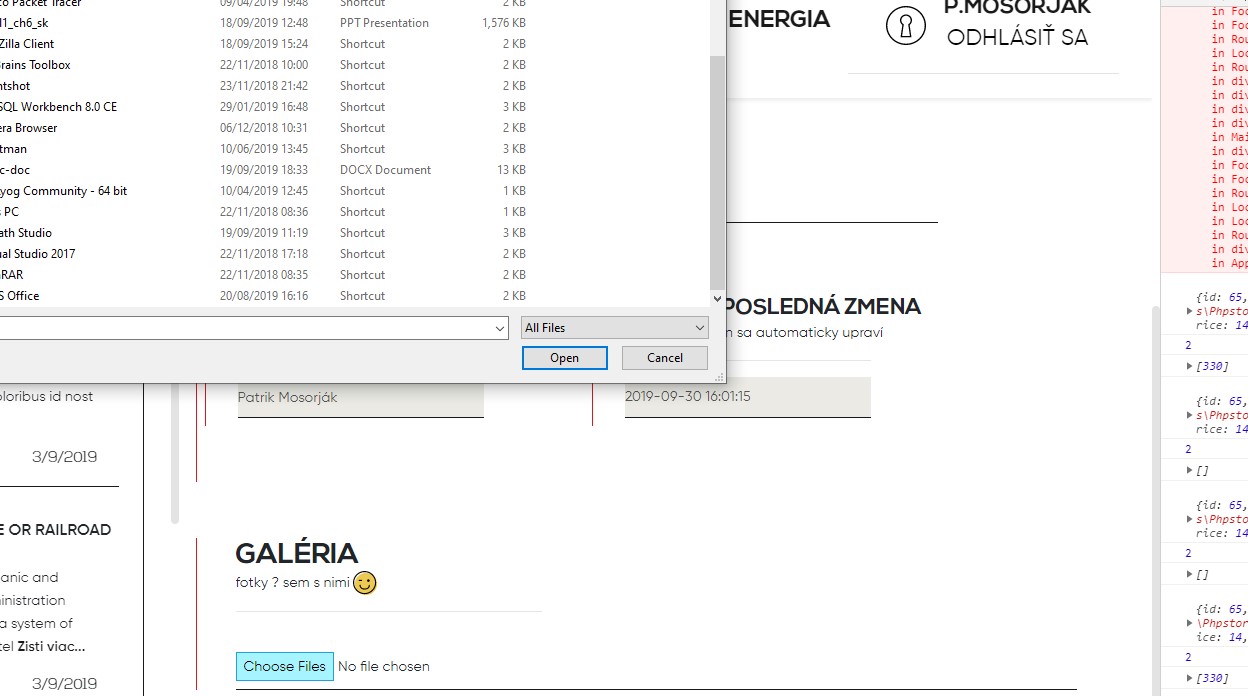 Packet Tracer 09/04/2019 19:48 Shortcut 2 KB
18/09/2019 12:48 PPT Presentation 1,576 KB
Zilla Client 18/09/2019 15:24 Shortcut 2 KB
Brains Toolbox 22/11/2018 10:00 Shortcut 2 KB
ntshot 23/11/2018 21:42 Shortcut 2 KB
SQL Workbench 8.0 CE 29/01/2019 16:48 Shortcut 3 KB
era Browser 06/12/2018 10:31 Shortcut 2 KB
tman 10/06/2019 13:45 Shortcut 3 KB
c-doc 19/09/2019 18:33 DOCX Document 13 KB
yog Community - 64 bit 10/04/2019 12:45 Shortcut 1 KB
PC 22/11/2018 08:36 Shortcut 1 KB
ath Studio 19/09/2019 11:19 Shortcut 3 KB
ual Studio 2017 22/11/2018 17:18 Shortcut 2 KB
RAR 22/11/2018 08:35 Shortcut 2 KB
S Office 20/08/2019 16:16 Shortcut 2 KB
All Files
Open Cancel
ENERGIA
P.MOSORJÁK
ODHLÁSIŤ SA
POSLEDNÁ ZMENA
sa automaticky upraví
Patrik Mosorják
2019-09-30 16:01:15
oloribus id nost
3/9/2019
E OR RAILROAD
anic and
inistration
a system of
tel Zisti viac...
3/9/2019
GALÉRIA
fotky ? sem s nimi
Choose Files No file chosen
in Foc
in Foc
in Rou
in Loc
in Rou
in div
in div
in div
in div
in Mai
in div
in Foc
in Foc
in Rou
in Loc
in Loc
in Rou
in div
in App
{id: 65,
s\Phpsto
rice: 14
2
[330]
{id: 65,
s\Phpsto
rice: 14
2
[]
{id: 65,
s\Phpsto
rice: 14
2
[]
{id: 65,
\Phpstor
ice: 14,
2
[330]